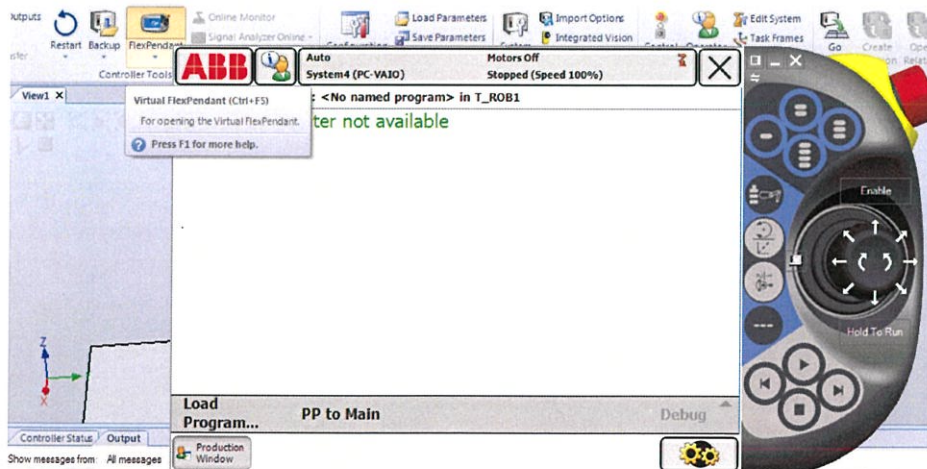 outputs
Online Monitor
Signal Analyzer Online
Load Parameters
Save Parameters
Import Options
Integrated Vision
Edit System
Task Frames
Restart
Backup
FlexPendant
Go
Create
Controller Tools
ABB
Auto
System4 (PC-VAIO)
Motors Off
Stopped (Speed 100%)
View1
Virtual FlexPendant (Ctrl+F5)
For opening the Virtual FlexPendant.
Press F1 for more help.
: <No named program> in T_ROB1
ter not available
Enable
Hold To Run
Z
X
Load
Program...
PP to Main
Debug
Controller Status
Output
Production
Window
Show messages from: All messages